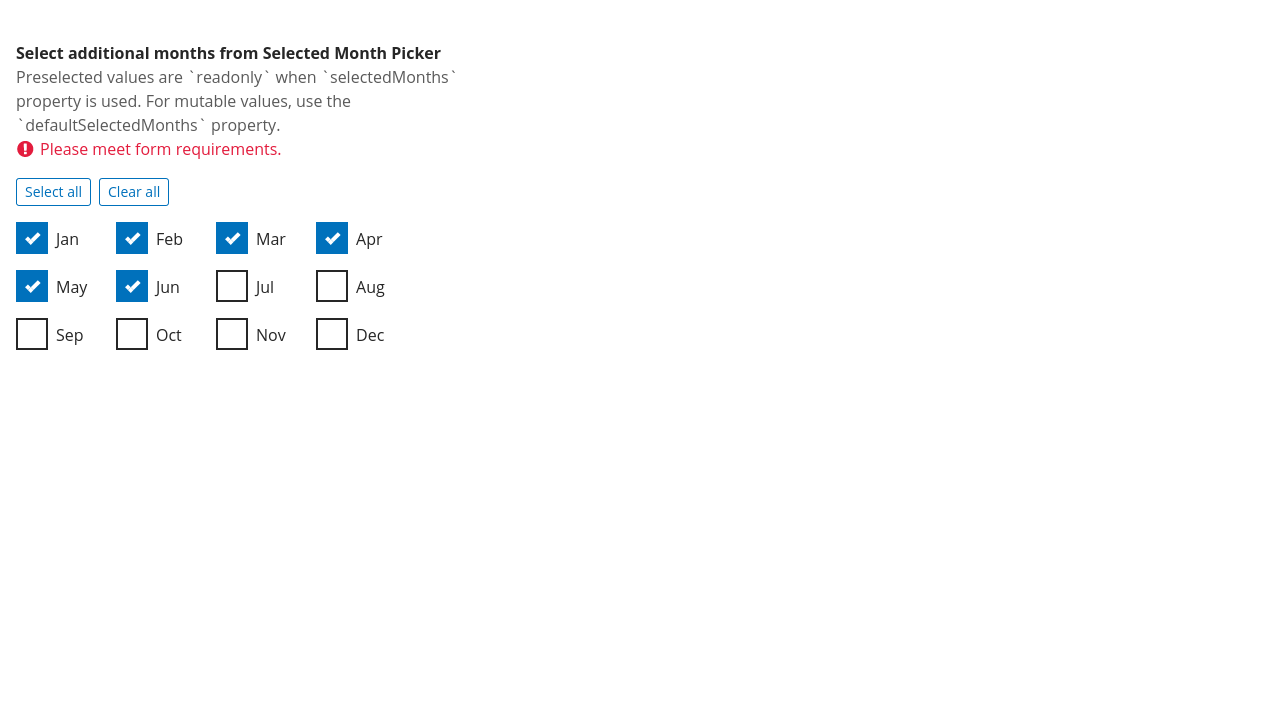 Select additional months from Selected Month Picker
Preselected values are `readonly` when `selectedMonths`
property is used. For mutable values, use the
`defaultSelectedMonths` property.
Please meet form requirements.
Select all Clear all
Jan Feb Mar Apr
May Jun Jul Aug
Sep Oct Nov Dec